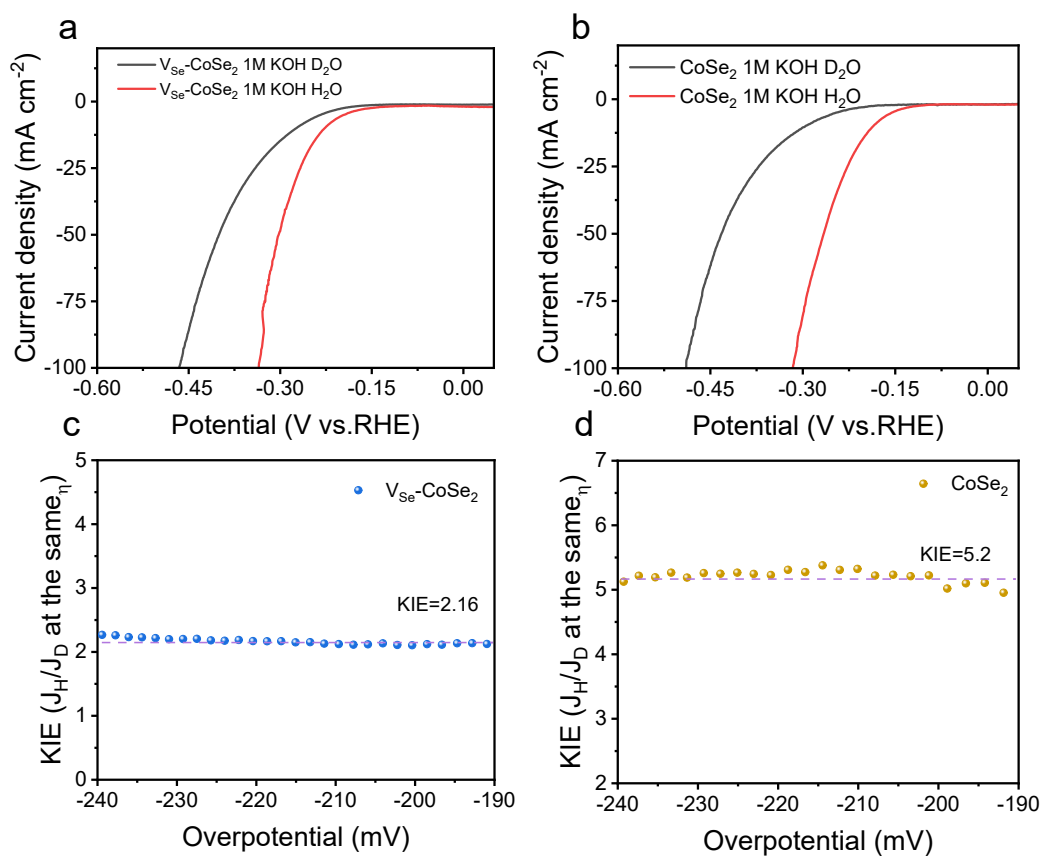 a
V_Se-CoSe_2 1M KOH D_2O
V_Se-CoSe_2 1M KOH H_2O
0
-25
-50
-75
-100
-0.60
-0.45
-0.30
-0.15
0.00
Current density (mA cm^-2)
Potential (V vs.RHE)
b
CoSe_2 1M KOH D_2O
CoSe_2 1M KOH H_2O
0
-25
-50
-75
-100
-0.60
-0.45
-0.30
-0.15
0.00
Current density (mA cm^-2)
Potential (V vs.RHE)
c
V_Se-CoSe_2
KIE=2.16
5
4
3
2
1
0
-240
-230
-220
-210
-200
-190
KIE (J_H/J_D at the same_η)
Overpotential (mV)
d
CoSe_2
KIE=5.2
7
6
5
4
3
2
-240
-230
-220
-210
-200
-190
KIE (J_H/J_D at the same_η)
Overpotential (mV)